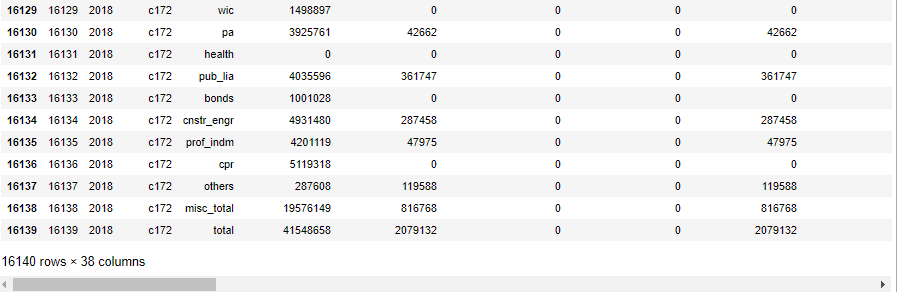 16129 16129 2018 c172 wic 1498897 0 0 0 0
16130 16130 2018 c172 pa 3925761 42662 0 0 42662
16131 16131 2018 c172 health 0 0 0 0 0
16132 16132 2018 c172 pub_lia 4035596 361747 0 0 361747
16133 16133 2018 c172 bonds 1001028 0 0 0 0
16134 16134 2018 c172 cnstr_engr 4931480 287458 0 0 287458
16135 16135 2018 c172 prof_indm 4201119 47975 0 0 47975
16136 16136 2018 c172 cpr 5119318 0 0 0 0
16137 16137 2018 c172 others 287608 119588 0 0 119588
16138 16138 2018 c172 misc_total 19576149 816768 0 0 816768
16139 16139 2018 c172 total 41548658 2079132 0 0 2079132
16140 rows × 38 columns